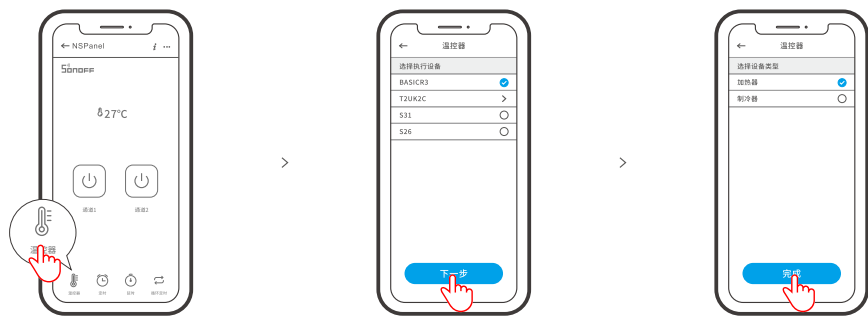 NSPanel
SONOFF
27℃
通道1
通道2
温控器
温控器
定时
延时
循环定时
温控器
选择执行设备
BASICR3
T2UK2C
S31
S26
下一步
温控器
选择设备类型
加热器
制冷器
完成